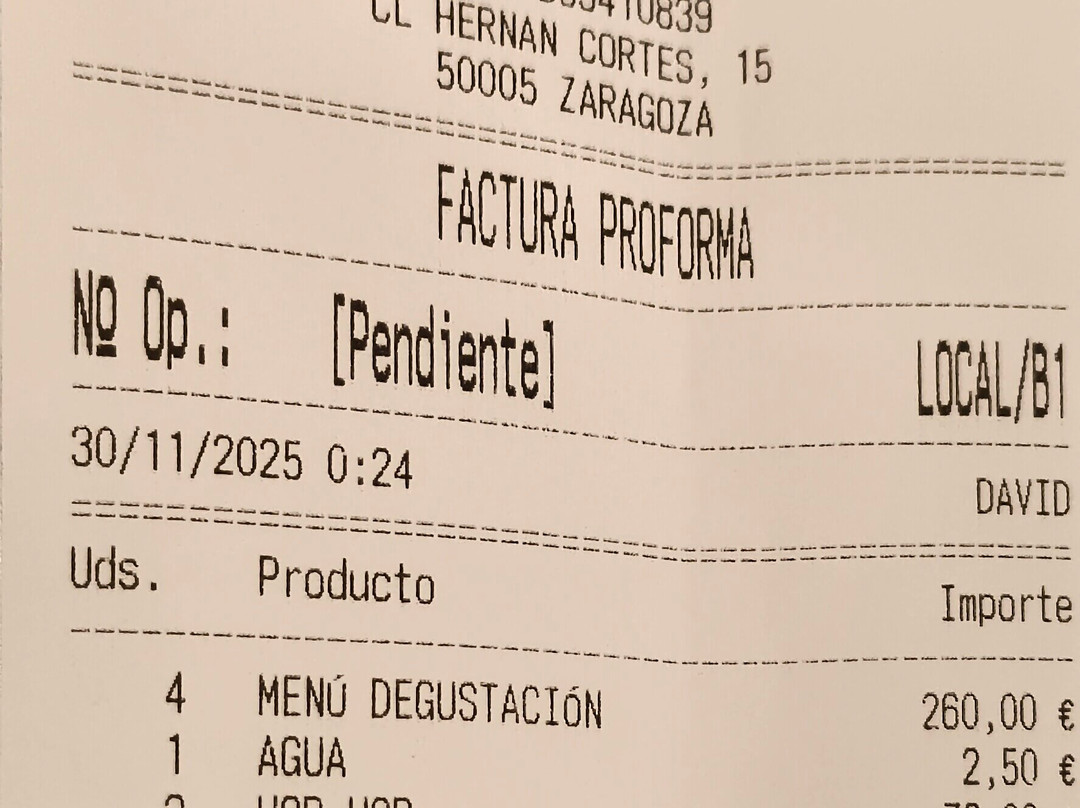 CL HERNAN CORTES, 15
50005 ZARAGOZA
FACTURA PROFORMA
Nº Op.: [Pendiente] LOCAL/B1
30/11/2025 0:24 DAVID
Uds. Producto Importe
4 MENÚ DEGUSTACIÓN 260,00 €
1 AGUA 2,50 €